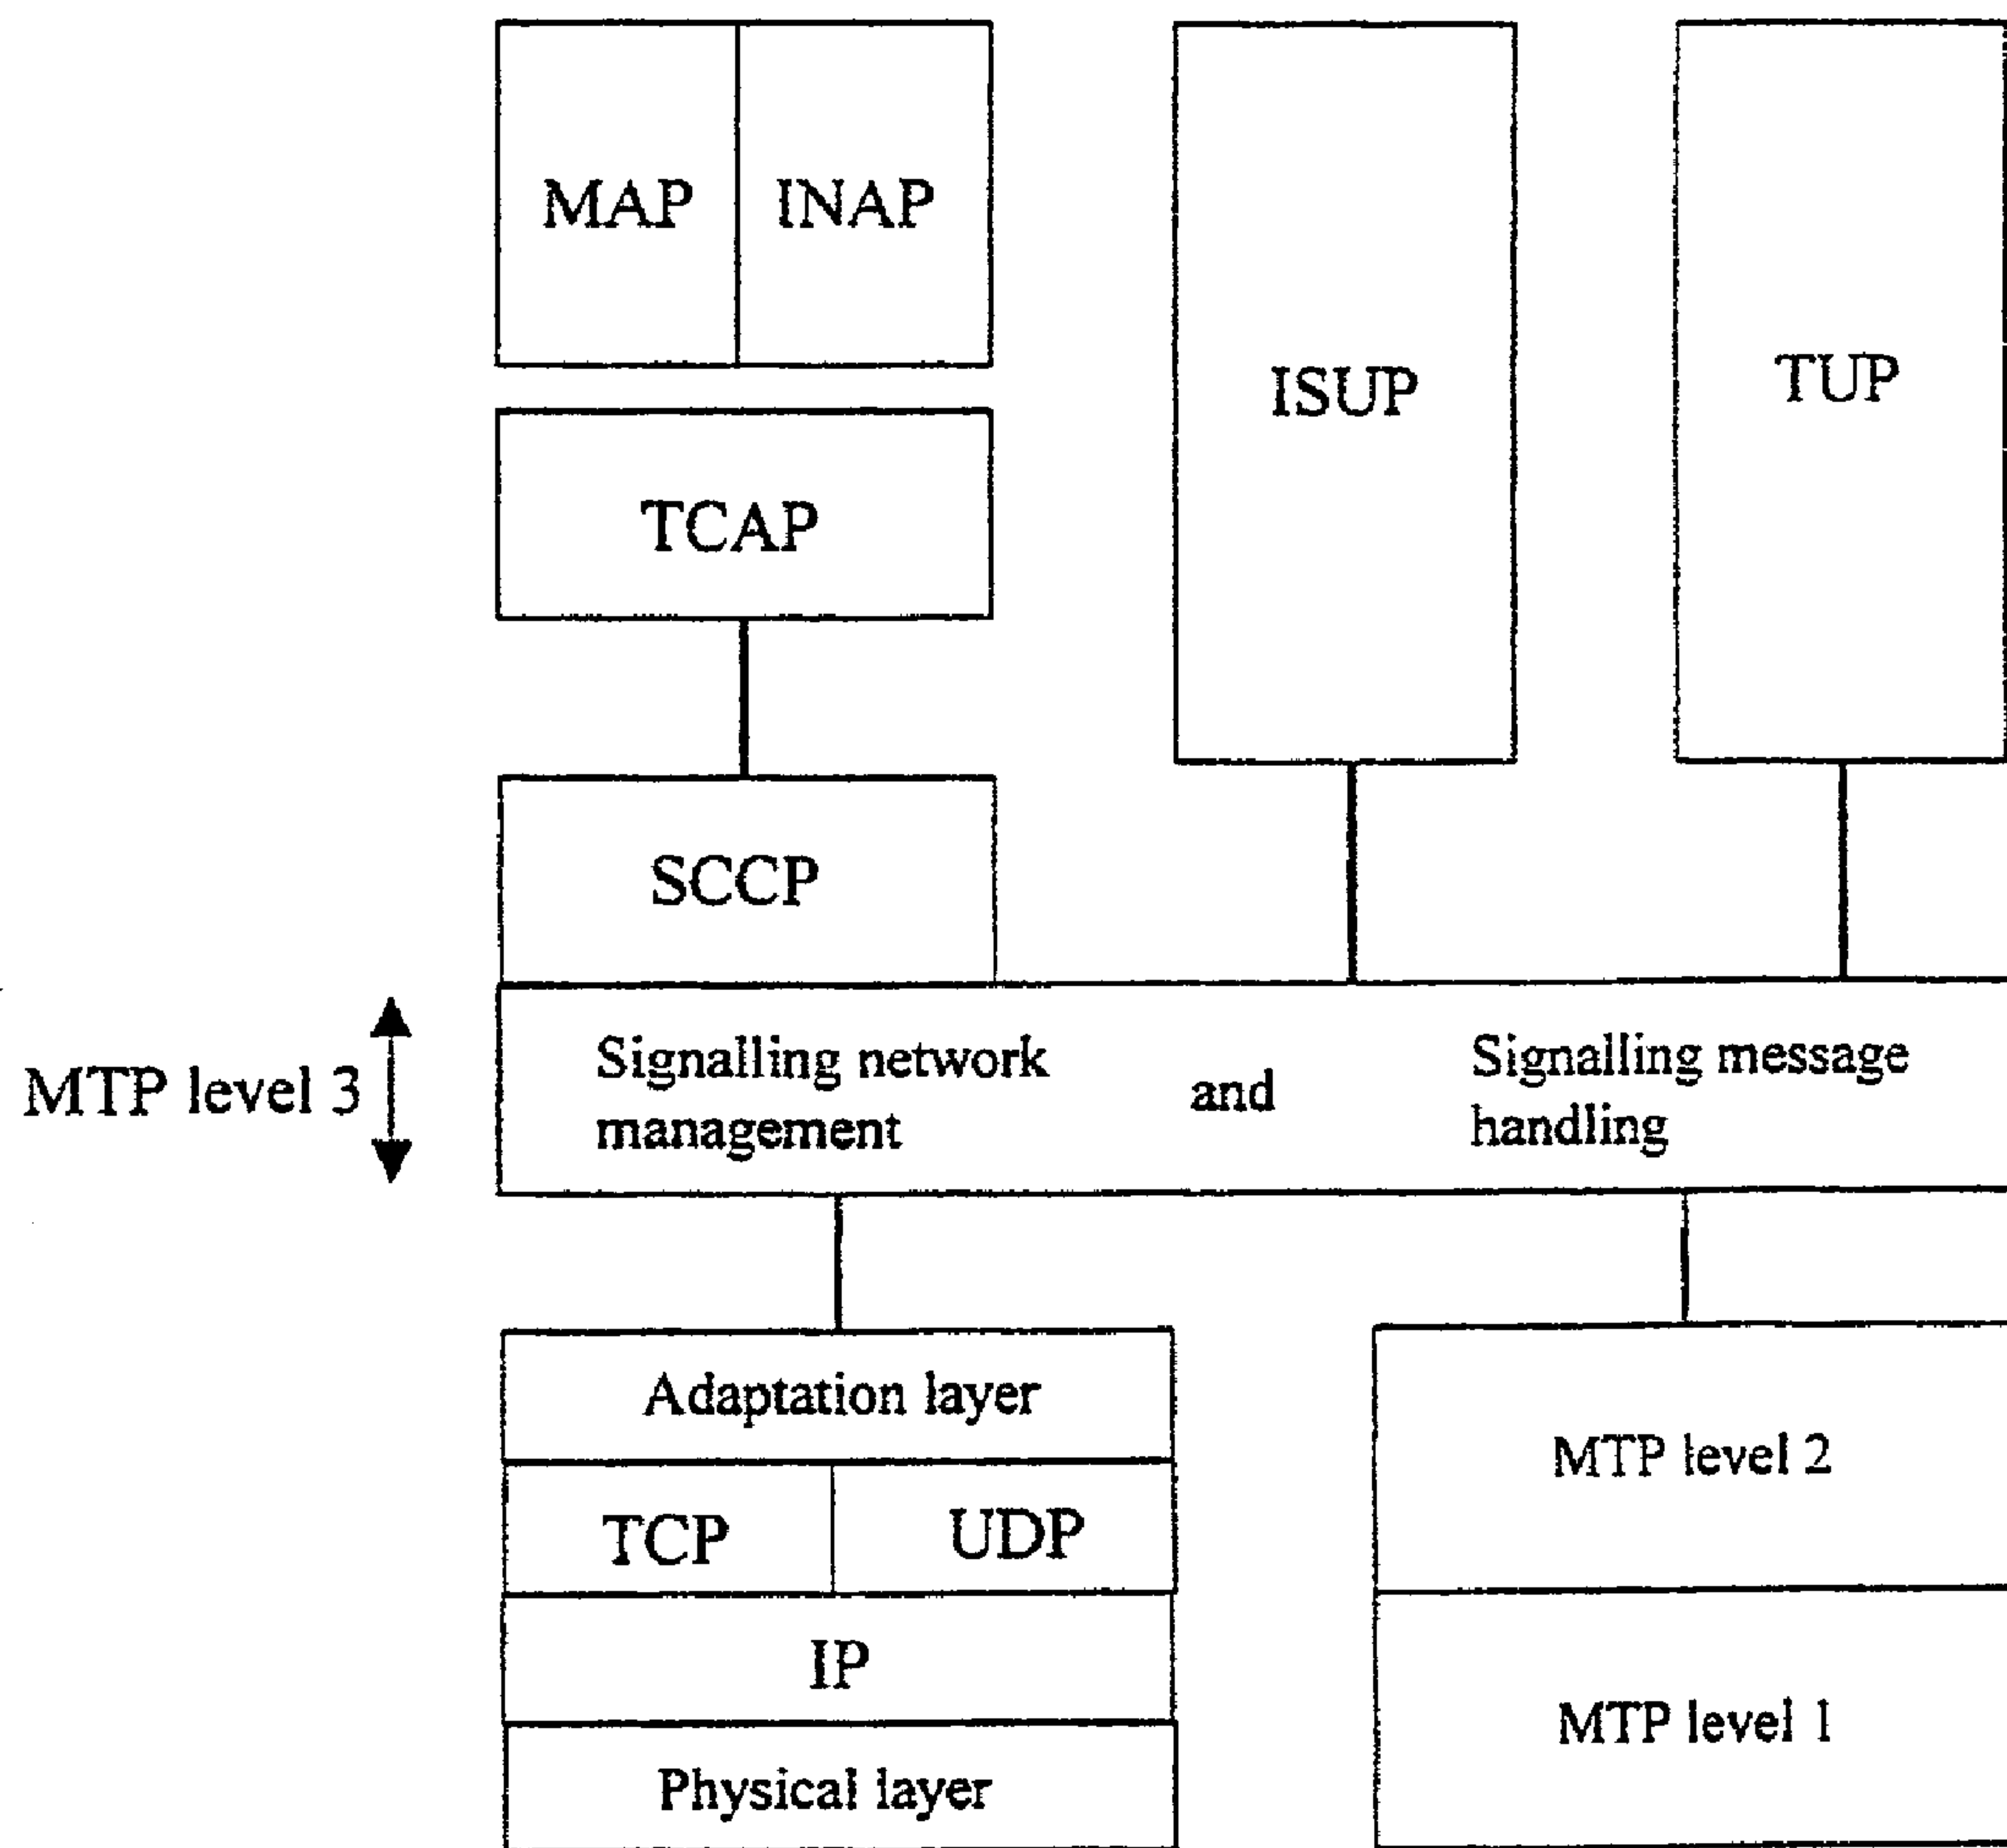 MAP
INAP
ISUP
TUP
TCAP
SCCP
MTP level 3
Signalling network
management
and
Signalling message
handling
Adaptation layer
TCP
UDP
IP
Physical layer
MTP level 2
MTP level 1